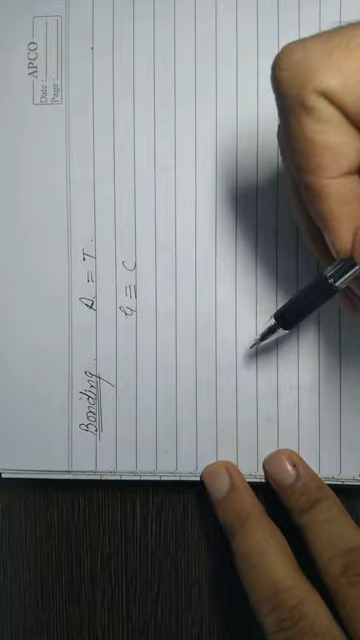 APCO
Date :
Page :
Bonding. A = T.
G ≡ C